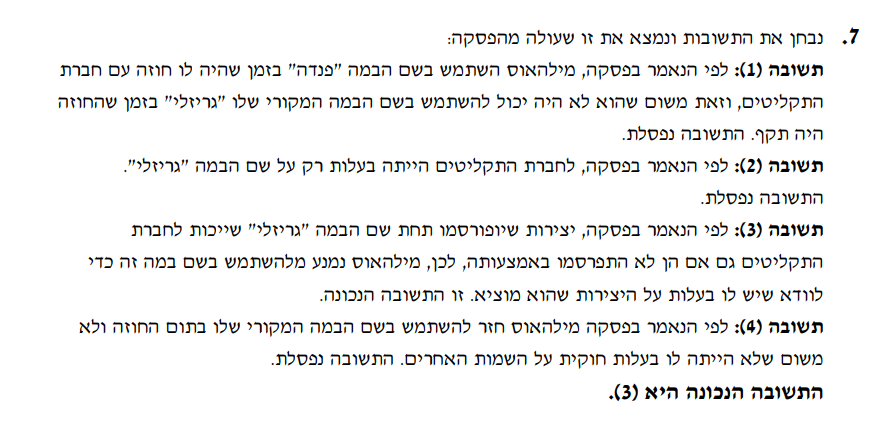 7. נבחן את התשובות ונמצא את זו שעולה מהפסקה:
תשובה (1): לפי הנאמר בפסקה, מילהאוס השתמש בשם הבמה "פנדה" בזמן שהיה לו חוזה עם חברת
התקליטים, וזאת משום שהוא לא היה יכול להשתמש בשם הבמה המקורי שלו "גריזלי" בזמן שהחוזה
היה תקף. התשובה נפסלת.
תשובה (2): לפי הנאמר בפסקה, לחברת התקליטים הייתה בעלות רק על שם הבמה "גריזלי".
התשובה נפסלת.
תשובה (3): לפי הנאמר בפסקה, יצירות שיופורסמו תחת שם הבמה "גריזלי" שייכות לחברת
התקליטים גם אם הן לא התפרסמו באמצעותה, לכן, מילהאוס נמנע מלהשתמש בשם במה זה כדי
לוודא שיש לו בעלות על היצירות שהוא מוציא. זו התשובה הנכונה.
תשובה (4): לפי הנאמר בפסקה מילהאוס חזר להשתמש בשם הבמה המקורי שלו בתום החוזה ולא
משום שלא הייתה לו בעלות חוקית על השמות האחרים. התשובה נפסלת.
התשובה הנכונה היא (3).